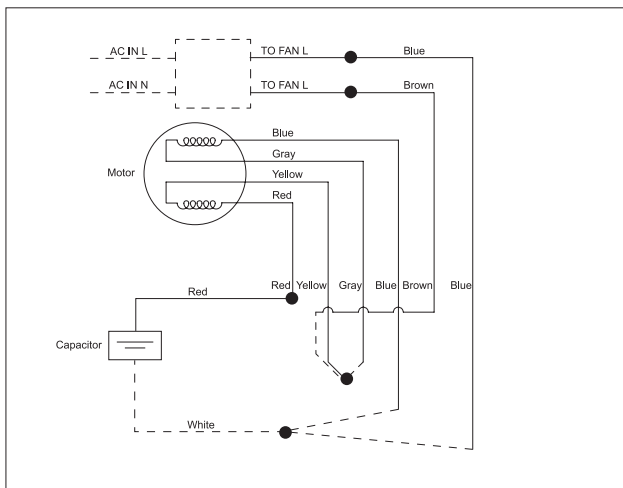 AC IN L TO FAN L Blue
AC IN N TO FAN L Brown
Blue
Gray
Motor Yellow
Red
Red Yellow Gray Blue Brown Blue
Red
Capacitor
White